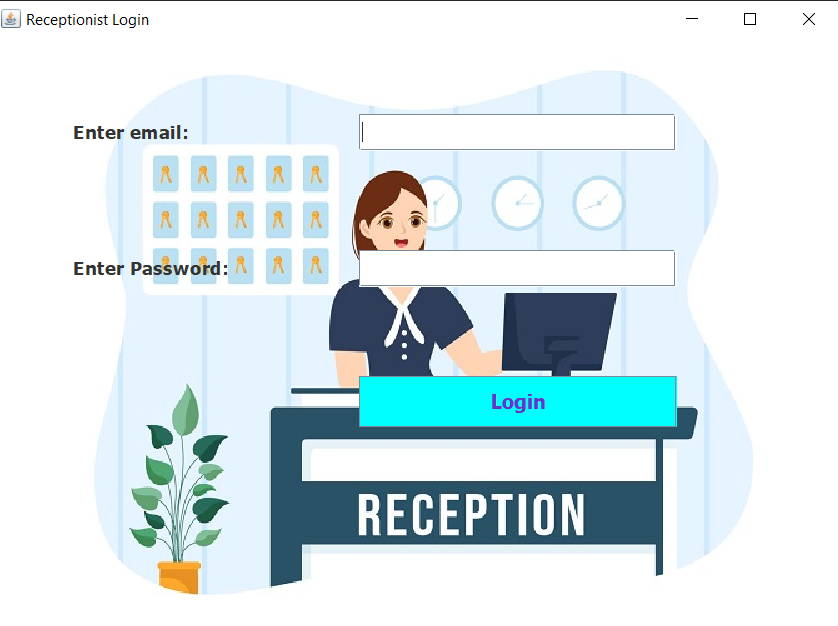 Receptionist Login
Enter email:
Enter Password:
Login
RECEPTION